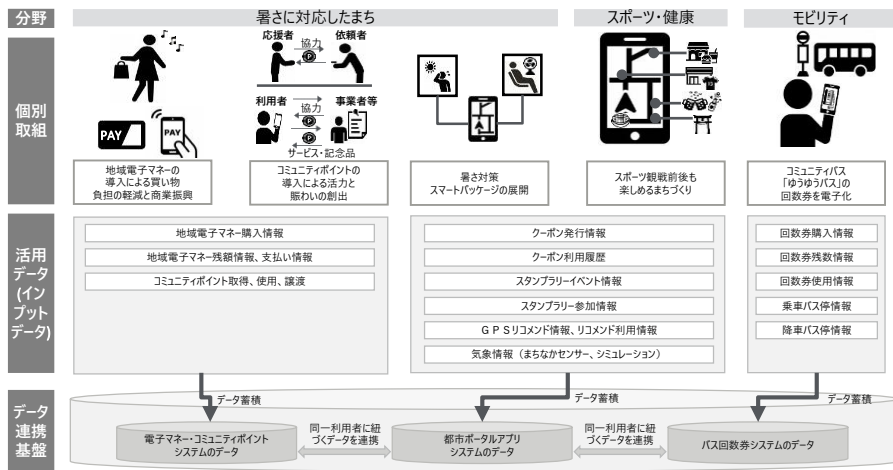 分野
暑さに対応したまち
スポーツ・健康
モビリティ
個別
取組
PAY
PAY
地域電子マネーの
導入による買い物
負担の軽減と商業振興
応援者
依頼者
協力
P
利用者
事業者等
協力
P
P
サービス・記念品
コミュニティポイントの
導入による活力と
賑わいの創出
暑さ対策
スマートパッケージの展開
スポーツ観戦前後も
楽しめるまちづくり
コミュニティバス
「ゆうゆうバス」の
回数券を電子化
活用
データ
(イン
プット
データ)
地域電子マネー購入情報
地域電子マネー残額情報、支払い情報
コミュニティポイント取得、使用、譲渡
クーポン発行情報
クーポン利用履歴
スタンプラリーイベント情報
スタンプラリー参加情報
GPSリコメンド情報、リコメンド利用情報
気象情報（まちなかセンサー、シミュレーション）
回数券購入情報
回数券残数情報
回数券使用情報
乗車バス停情報
降車バス停情報
データ
連携
基盤
データ蓄積
データ蓄積
データ蓄積
電子マネー・コミュニティポイント
システムのデータ
同一利用者に紐
づくデータを連携
都市ポータルアプリ
システムのデータ
同一利用者に紐
づくデータを連携
バス回数券システムのデータ